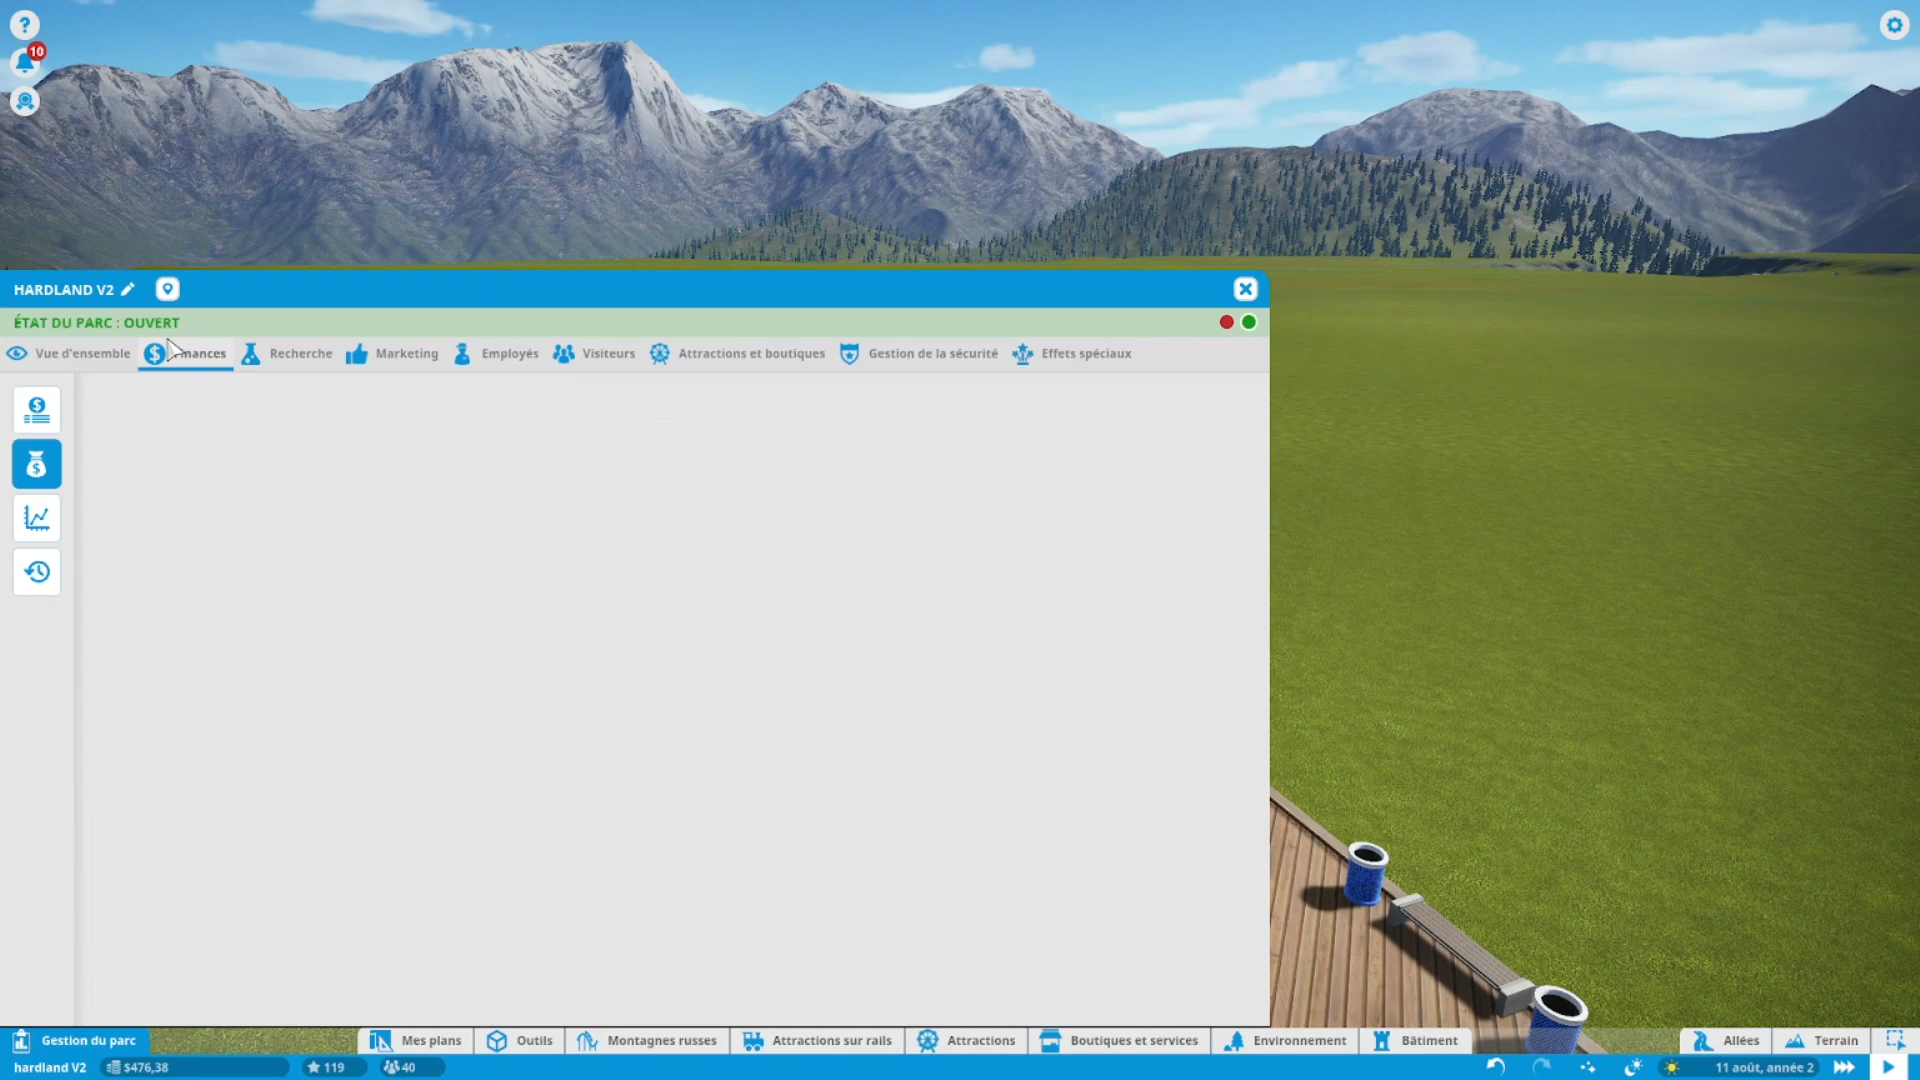 ?
10
HARDLAND V2
ÉTAT DU PARC : OUVERT
Vue d'ensemble
Recherche
Marketing
Employés
Visiteurs
Attractions et boutiques
Gestion de la sécurité
Effets spéciaux
Gestion du parc
Mes plans
Outils
Montagnes russes
Attractions sur rails
Attractions
Boutiques et services
Environnement
Bâtiment
Allées
Terrain
hardland V2
$476,38
119
40
11 août, année 2